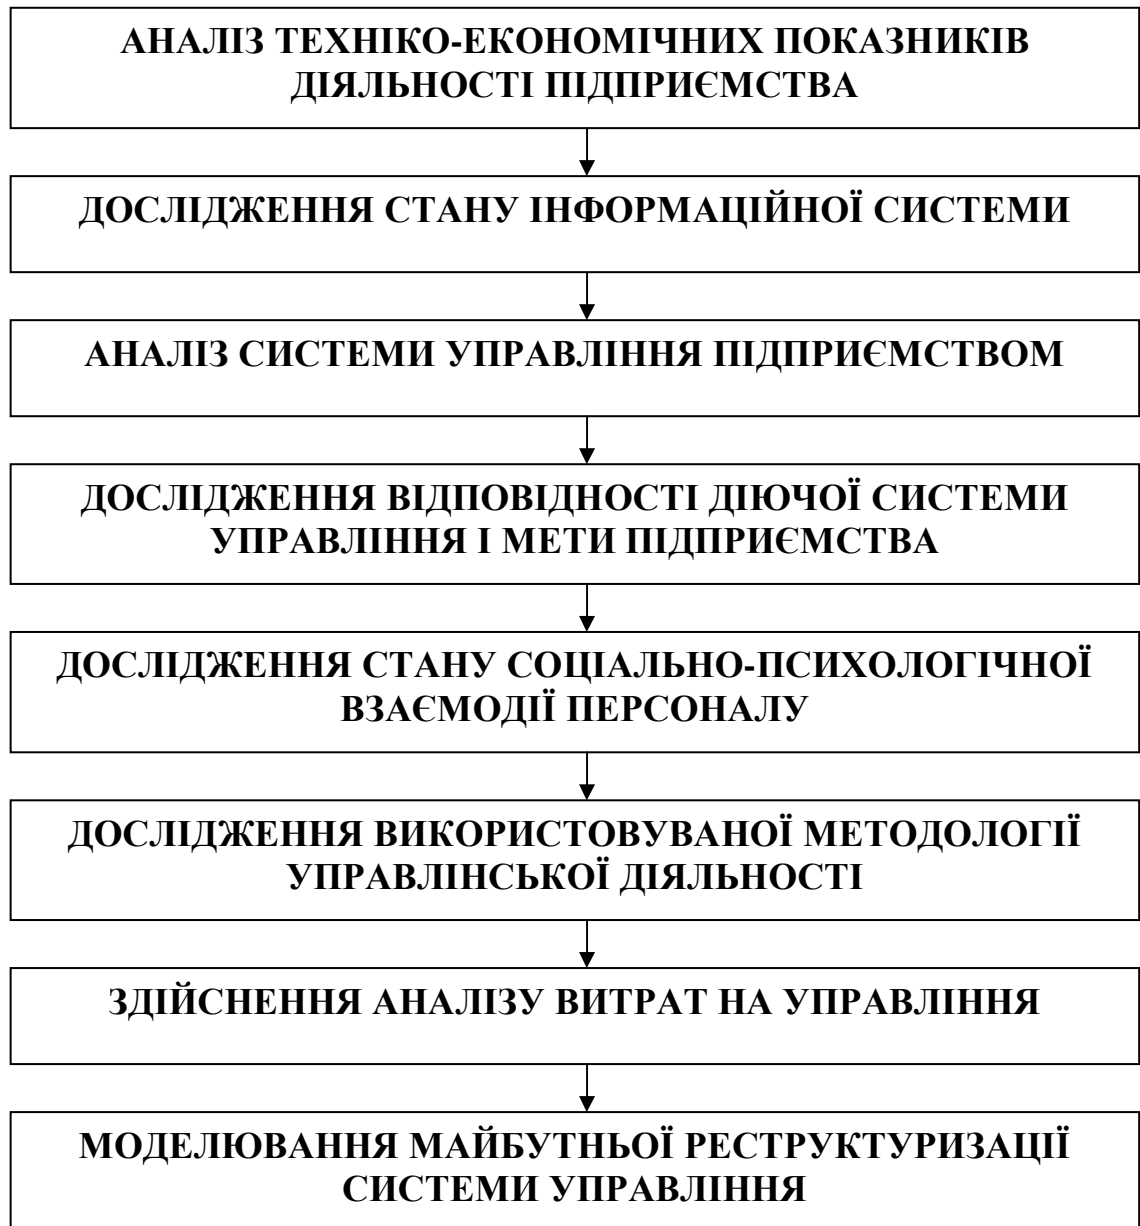 АНАЛІЗ ТЕХНІКО-ЕКОНОМІЧНИХ ПОКАЗНИКІВ
ДІЯЛЬНОСТІ ПІДПРИЄМСТВА
ДОСЛІДЖЕННЯ СТАНУ ІНФОРМАЦІЙНОЇ СИСТЕМИ
АНАЛІЗ СИСТЕМИ УПРАВЛІННЯ ПІДПРИЄМСТВОМ
ДОСЛІДЖЕННЯ ВІДПОВІДНОСТІ ДІЮЧОЇ СИСТЕМИ
УПРАВЛІННЯ І МЕТИ ПІДПРИЄМСТВА
ДОСЛІДЖЕННЯ СТАНУ СОЦІАЛЬНО-ПСИХОЛОГІЧНОЇ
ВЗАЄМОДІЇ ПЕРСОНАЛУ
ДОСЛІДЖЕННЯ ВИКОРИСТОВУВАНОЇ МЕТОДОЛОГІЇ
УПРАВЛІНСЬКОЇ ДІЯЛЬНОСТІ
ЗДІЙСНЕННЯ АНАЛІЗУ ВИТРАТ НА УПРАВЛІННЯ
МОДЕЛЮВАННЯ МАЙБУТНЬОЇ РЕСТРУКТУРИЗАЦІЇ
СИСТЕМИ УПРАВЛІННЯ